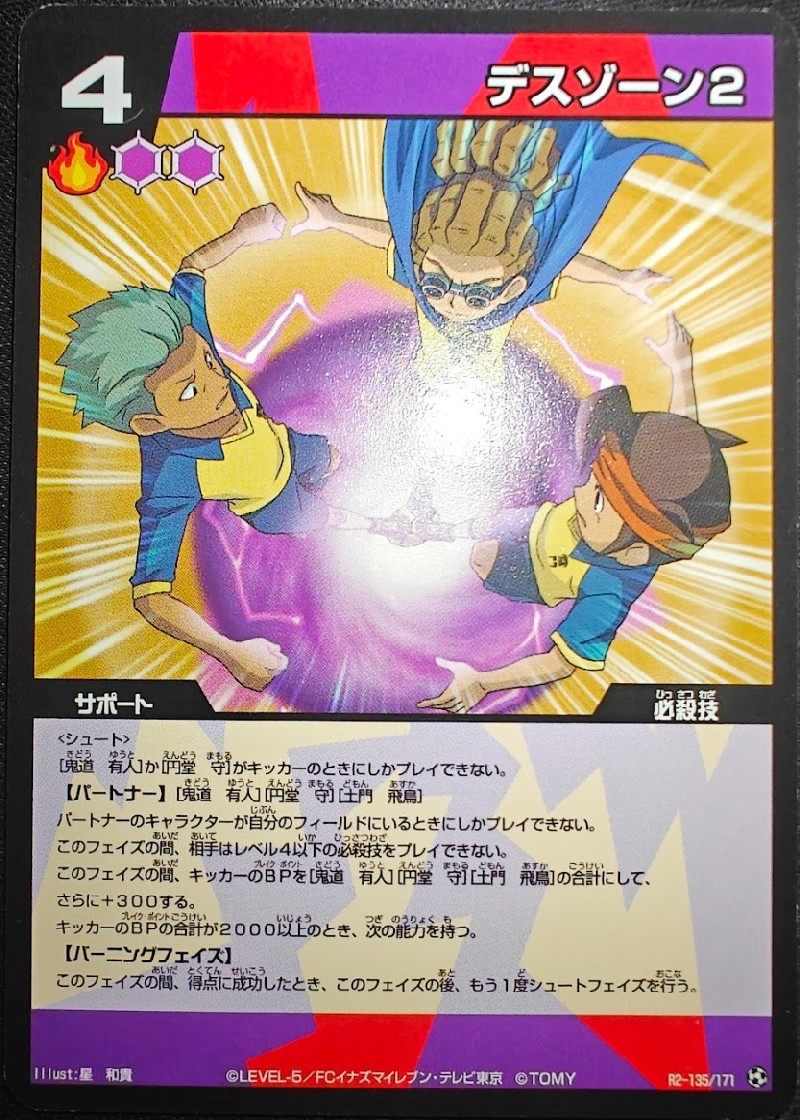 4
デスゾーン2
サポート
必殺技
<シュート>
[鬼道 有人]か[円堂 守]がキッカーのときにしかプレイできない。
【パートナー】[鬼道 有人][円堂 守][土門 飛鳥]
パートナーのキャラクターが自分のフィールドにいるときにしかプレイできない。
このフェイズの間、相手はレベル4以下の必殺技をプレイできない。
このフェイズの間、キッカーのBPを[鬼道 有人][円堂 守][土門 飛鳥]の合計にして、
さらに+300する。
キッカーのBPの合計が2000以上のとき、次の能力を持つ。
【バーニングフェイズ】
このフェイズの間、得点に成功したとき、このフェイズの後、もう1度シュートフェイズを行う。
Illust:星 和貴
©LEVEL-5/FCイナズマイレブン・テレビ東京 ©TOMY
R2-135/171